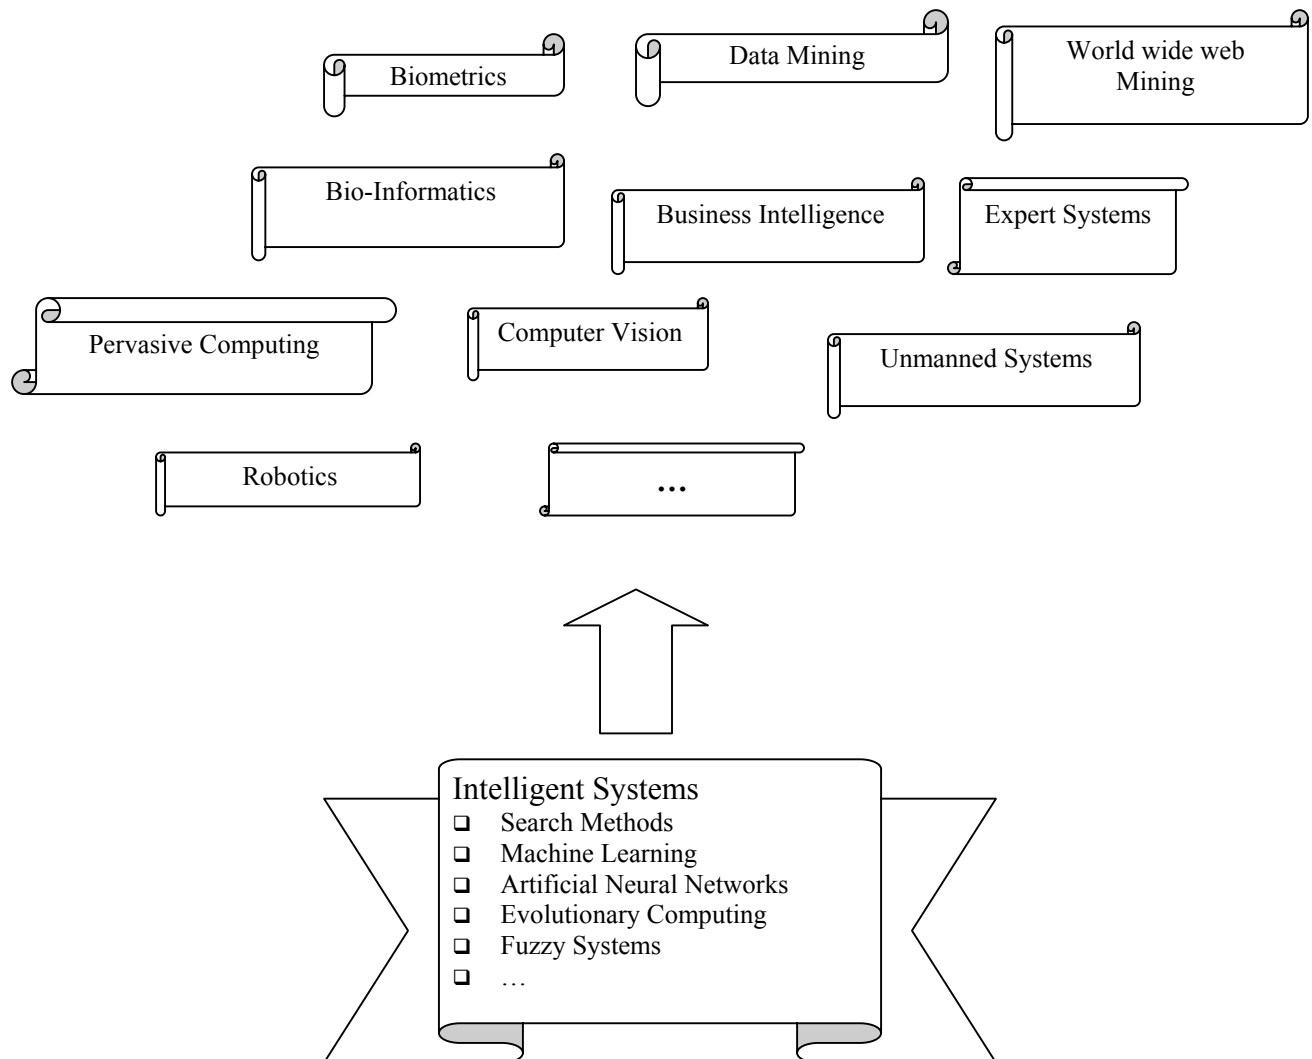 Biometrics
Data Mining
World wide web
Mining
Bio-Informatics
Business Intelligence
Expert Systems
Pervasive Computing
Computer Vision
Unmanned Systems
Robotics
...
Intelligent Systems
❑ Search Methods
❑ Machine Learning
❑ Artificial Neural Networks
❑ Evolutionary Computing
❑ Fuzzy Systems
❑ …